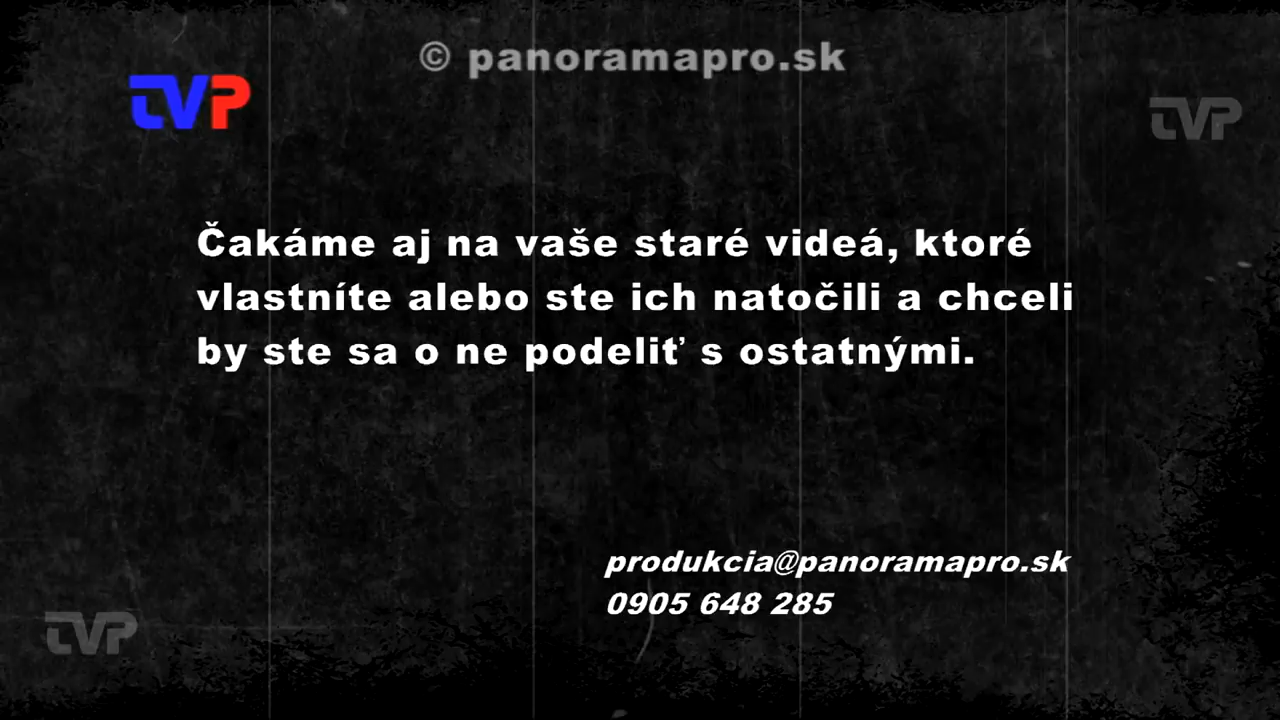 © panoramapro.sk
TVP
TVP
Čakáme aj na vaše staré videá, ktoré
vlastníte alebo ste ich natočili a chceli
by ste sa o ne podeliť s ostatnými.
produkcia@panoramapro.sk
0905 648 285
TVP